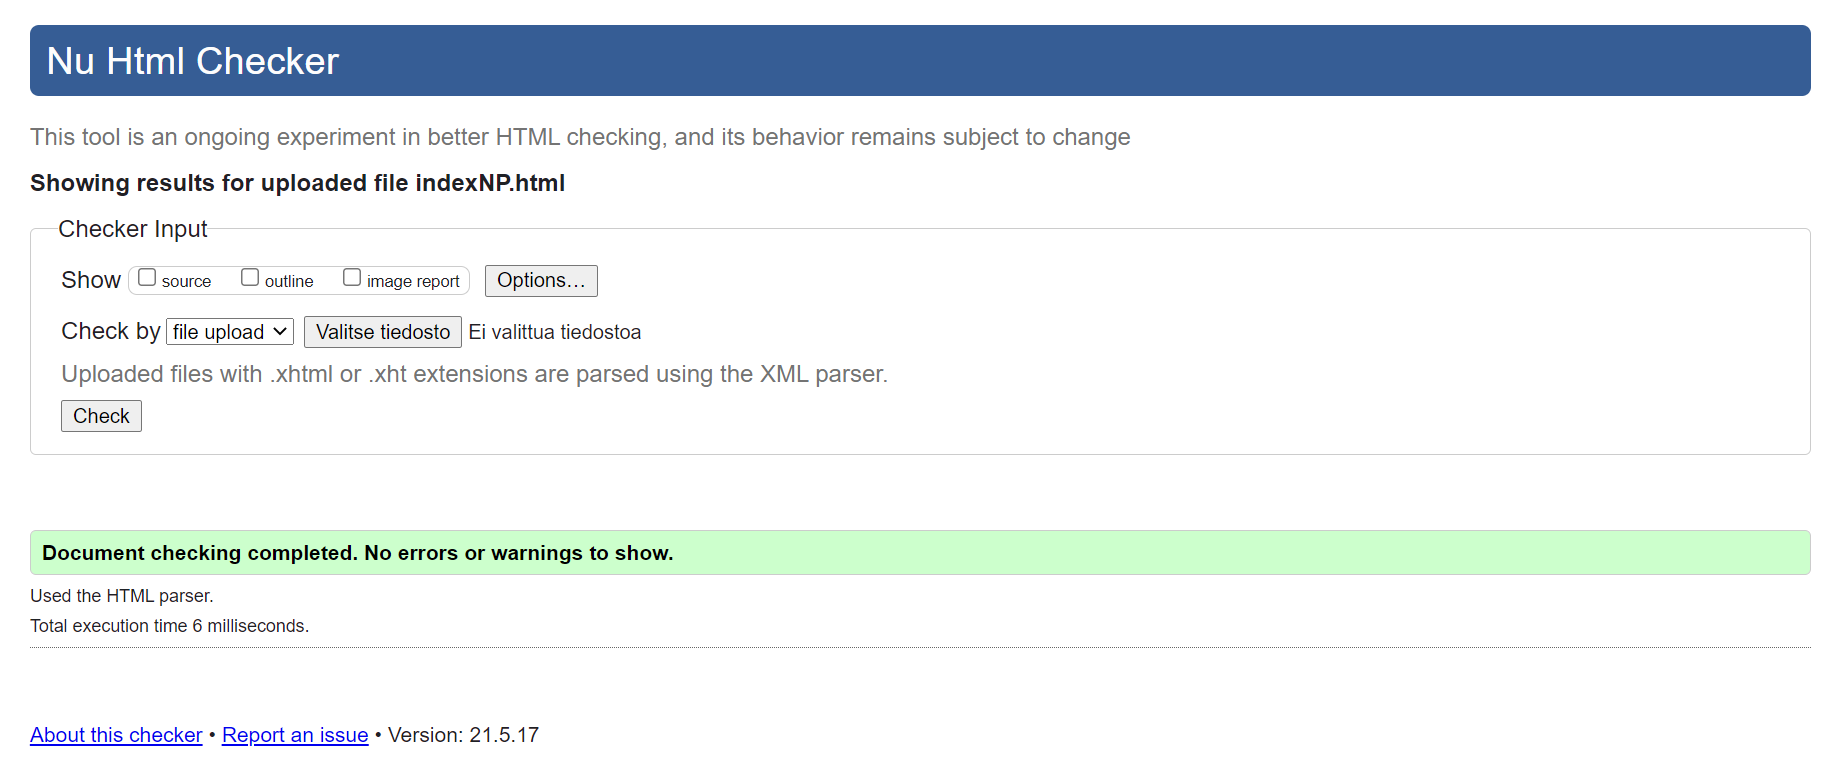 Nu Html Checker
This tool is an ongoing experiment in better HTML checking, and its behavior remains subject to change
Showing results for uploaded file indexNP.html
Checker Input
Show source outline image report Options…
Check by file upload Valitse tiedosto Ei valittua tiedostoa
Uploaded files with .xhtml or .xht extensions are parsed using the XML parser.
Check
Document checking completed. No errors or warnings to show.
Used the HTML parser.
Total execution time 6 milliseconds.
About this checker • Report an issue • Version: 21.5.17